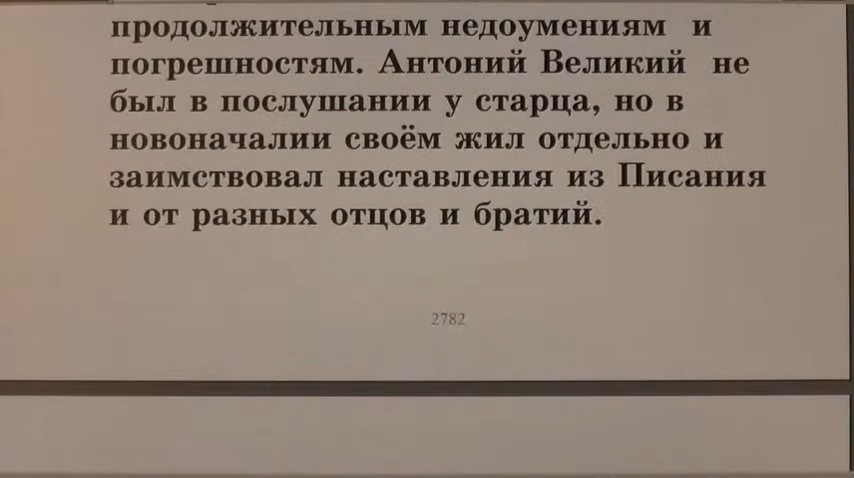 продолжительным недоумениям и
погрешностям. Антоний Великий не
был в послушании у старца, но в
новоначалии своём жил отдельно и
заимствовал наставления из Писания
и от разных отцов и братий.
2782